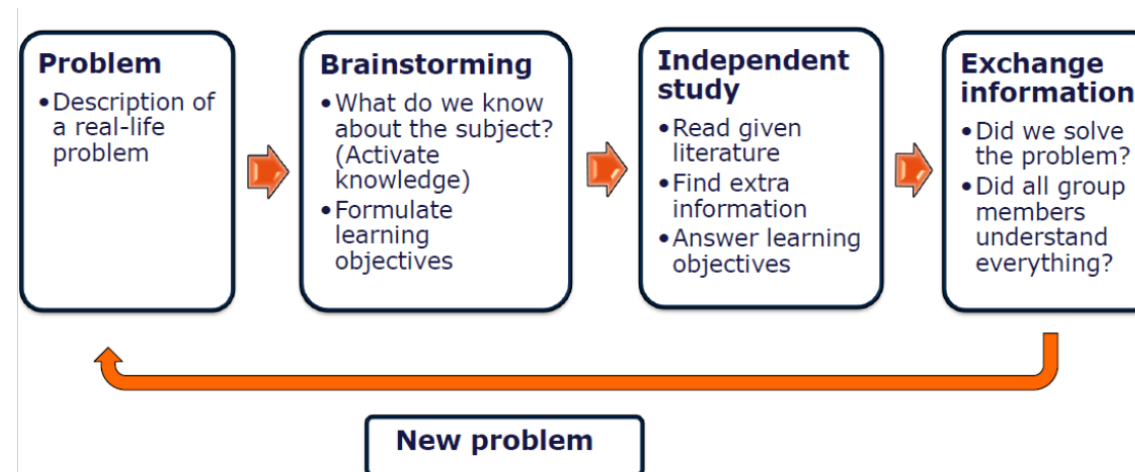 Problem
•Description of
a real-life
problem
Brainstorming
•What do we know
about the subject?
(Activate
knowledge)
•Formulate
learning
objectives
Independent
study
•Read given
literature
•Find extra
information
•Answer learning
objectives
Exchange
information
•Did we solve
the problem?
•Did all group
members
understand
everything?
New problem